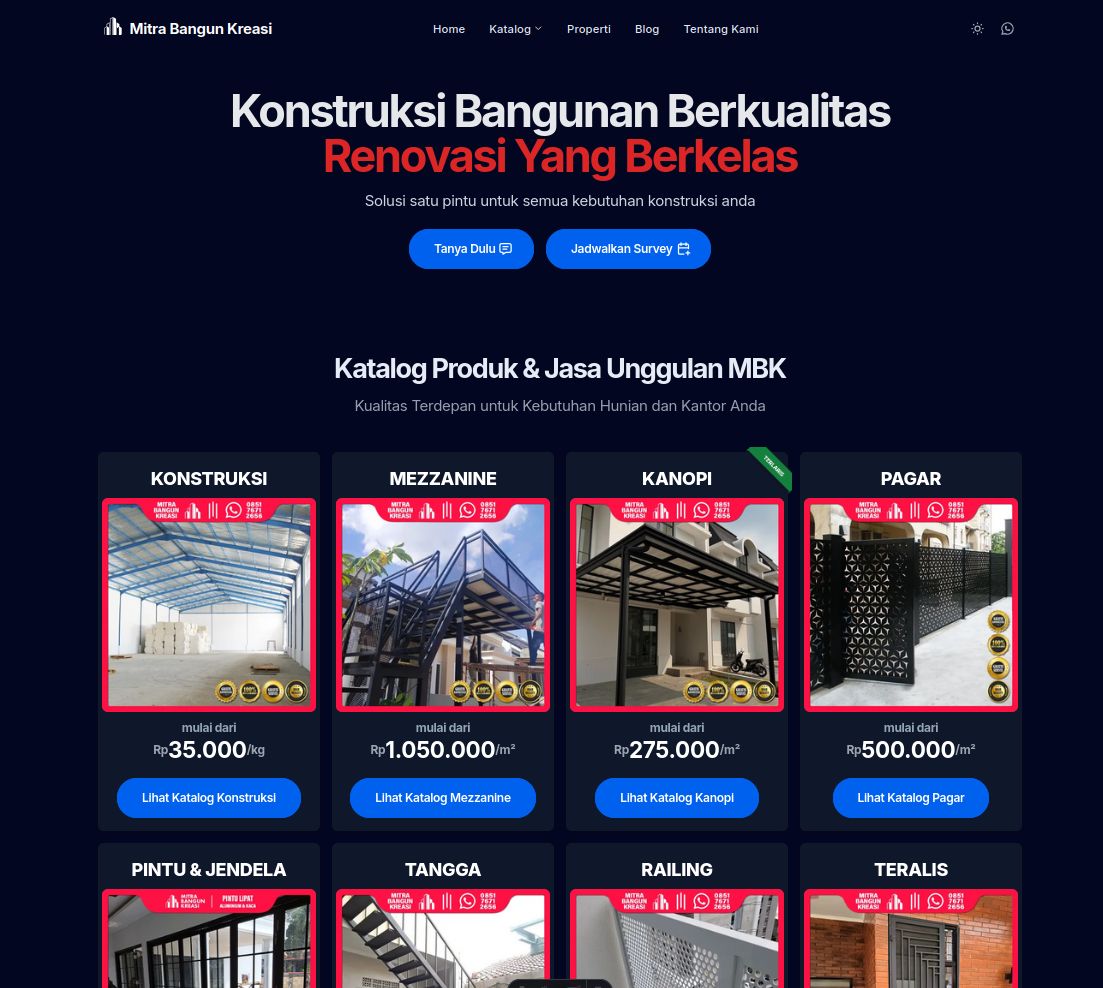 Mitra Bangun Kreasi
Home Katalog Properti Blog Tentang Kami
Konstruksi Bangunan Berkualitas
Renovasi Yang Berkelas
Solusi satu pintu untuk semua kebutuhan konstruksi anda
Tanya Dulu Jadwalkan Survey
Katalog Produk & Jasa Unggulan MBK
Kualitas Terdepan untuk Kebutuhan Hunian dan Kantor Anda
KONSTRUKSI
MITRA
BANGUN
KREASI
0851
7671
2656
mulai dari
Rp35.000/kg
Lihat Katalog Konstruksi
MEZZANINE
MITRA
BANGUN
KREASI
0851
7671
2656
100%
mulai dari
Rp1.050.000/m²
Lihat Katalog Mezzanine
TERLARIS
KANOPI
MITRA
BANGUN
KREASI
0851
7671
2656
100%
mulai dari
Rp275.000/m²
Lihat Katalog Kanopi
PAGAR
MITRA
BANGUN
KREASI
0851
7671
2656
100%
mulai dari
Rp500.000/m²
Lihat Katalog Pagar
PINTU & JENDELA
MITRA
BANGUN
KREASI
PINTU LIPAT
ALUMINIUM & KACA
TANGGA
MITRA
BANGUN
KREASI
0851
7671
2656
RAILING
MITRA
BANGUN
KREASI
0851
7671
2656
TERALIS
MITRA
BANGUN
KREASI
0851
7671
2656